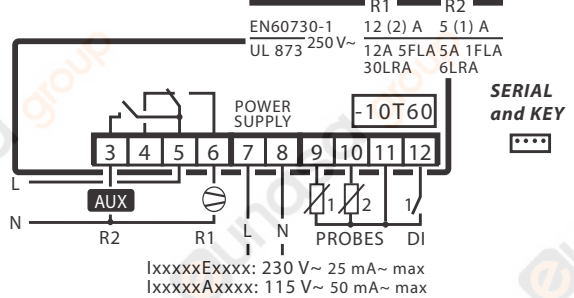 R1 R2
EN60730-1 12 (2) A 5 (1) A
UL 873 250 V~ 12A 5FLA 5A 1FLA
30LRA 6LRA
SERIAL
and KEY
POWER
SUPPLY
-10T60
3 4 5 6 7 8 9 10 11 12
L
AUX
1 2 1
N
R2 R1 L N PROBES DI
IxxxxxExxxx: 230 V~ 25 mA~ max
IxxxxxAxxxx: 115 V~ 50 mA~ max
eunasa group